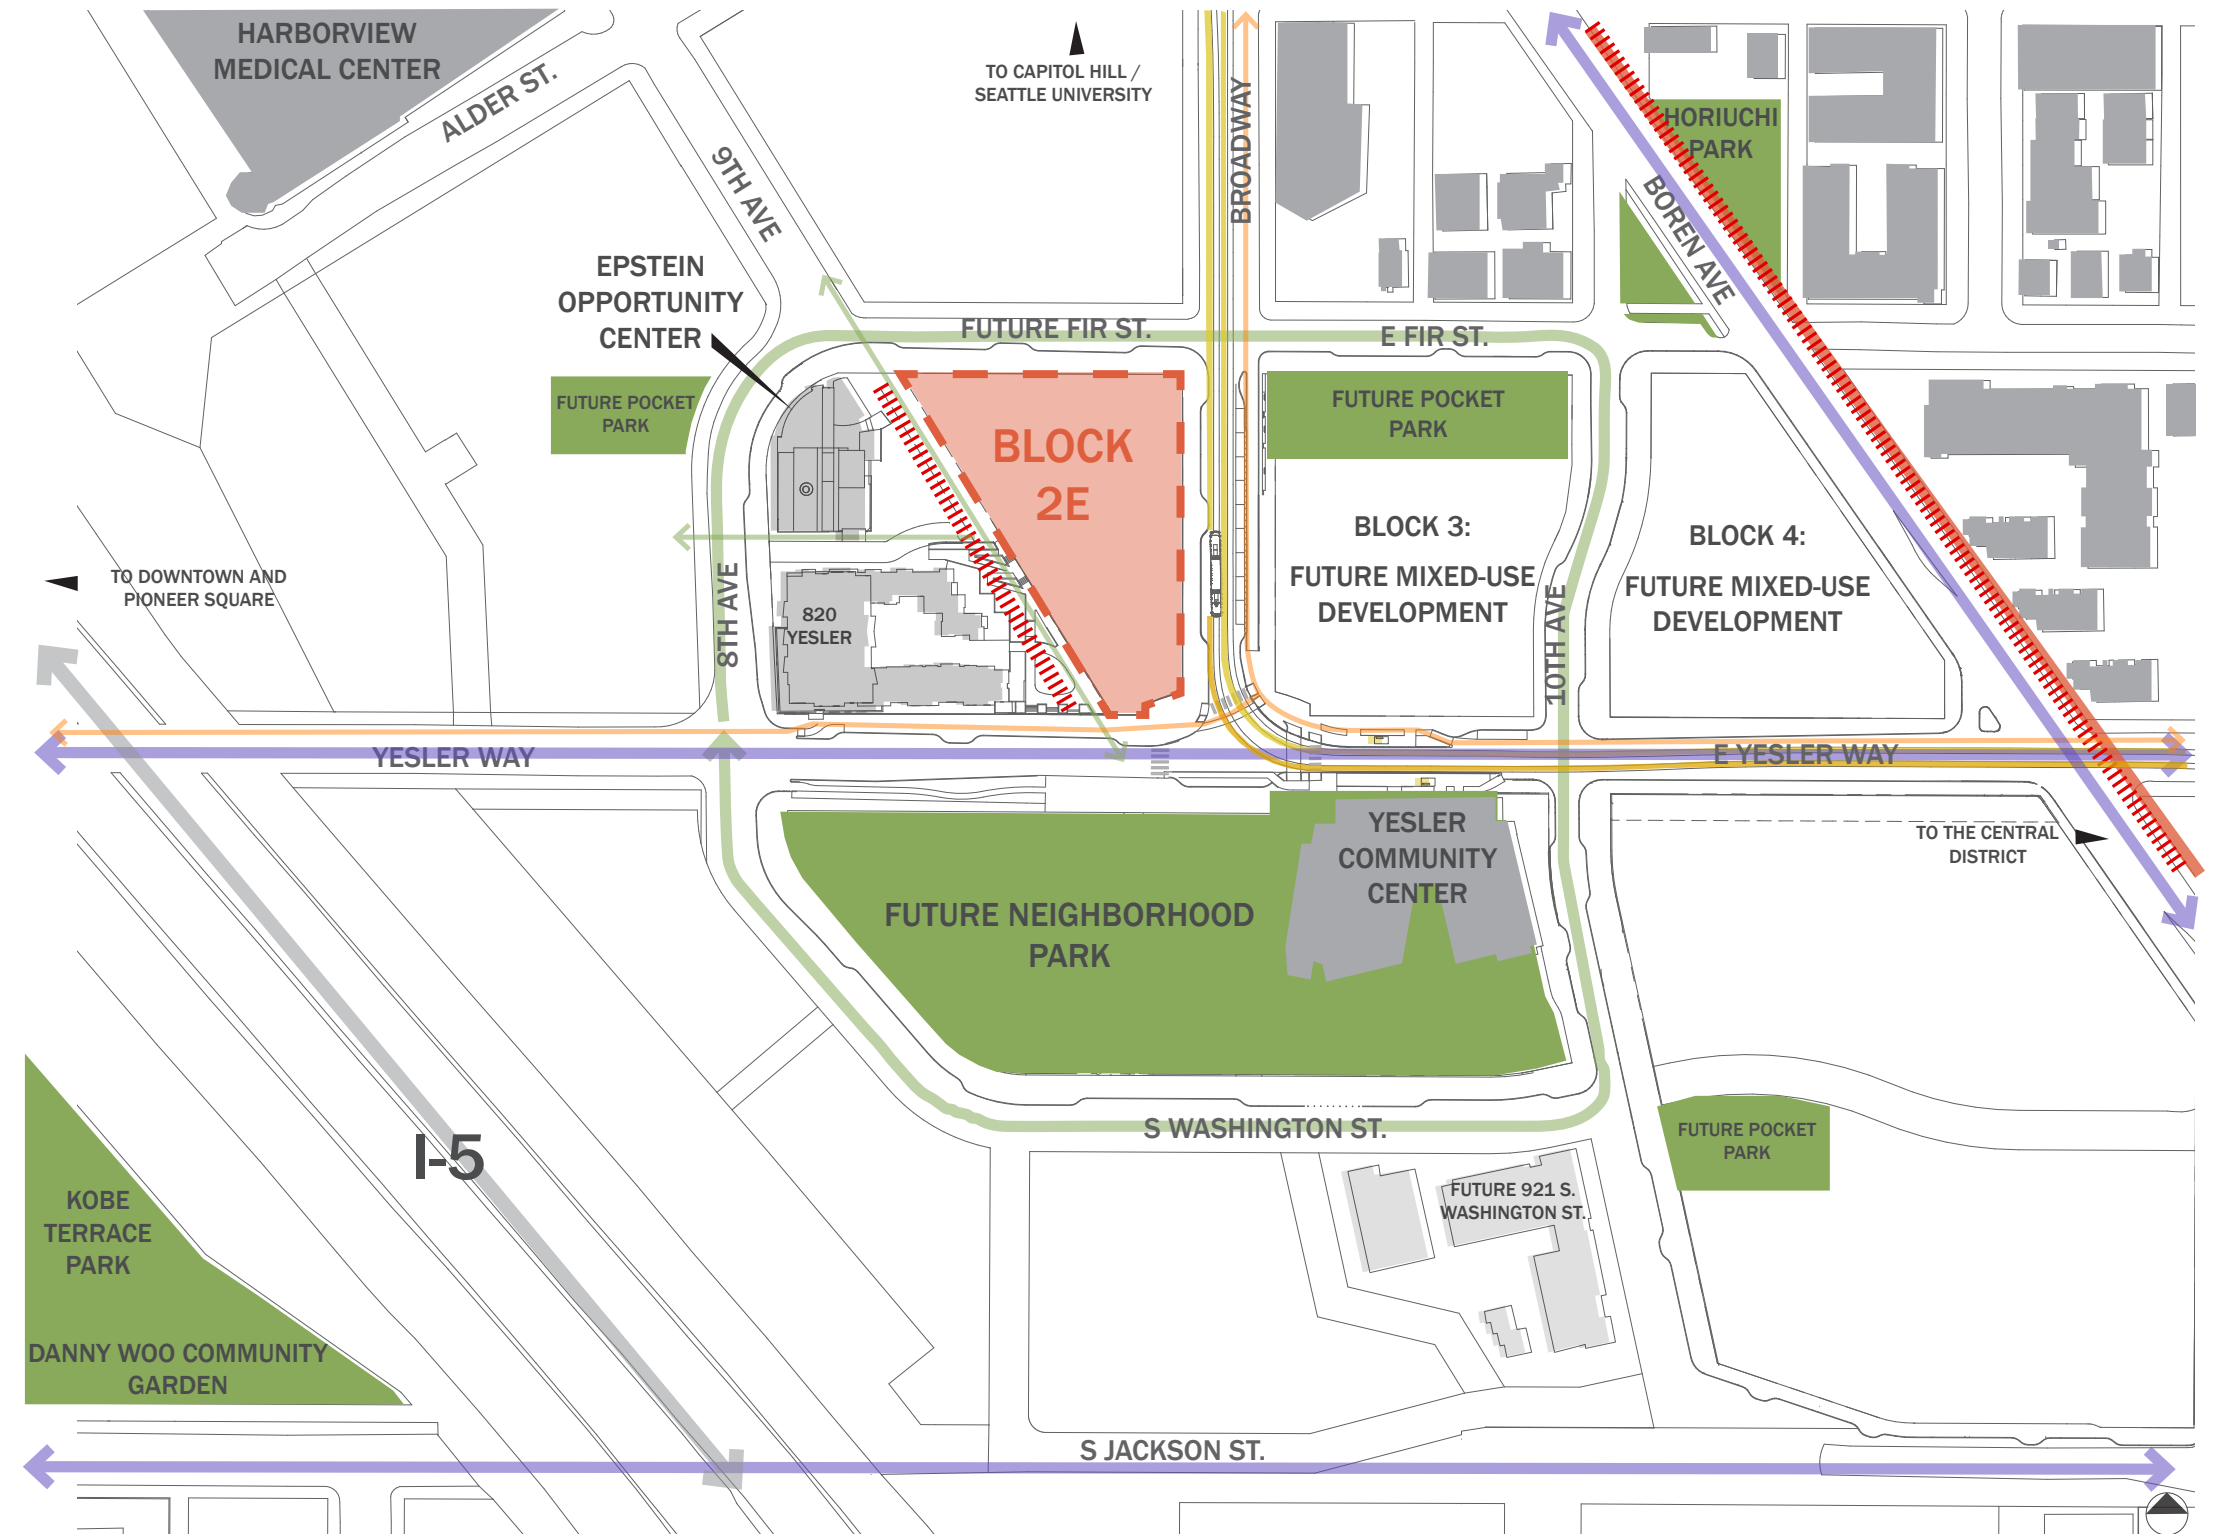 HARBORVIEW
MEDICAL CENTER
ALDER ST.
9TH AVE
TO CAPITOL HILL /
SEATTLE UNIVERSITY
BROADWAY
HORIUCHI
PARK
BOREN AVE
EPSTEIN
OPPORTUNITY
CENTER
FUTURE FIR ST.
E FIR ST.
FUTURE POCKET
PARK
BLOCK
2E
FUTURE POCKET
PARK
BLOCK 3:
FUTURE MIXED-USE
DEVELOPMENT
BLOCK 4:
FUTURE MIXED-USE
DEVELOPMENT
TO DOWNTOWN AND
PIONEER SQUARE
8TH AVE
820
YESLER
10TH AVE
YESLER WAY
E YESLER WAY
YESLER
COMMUNITY
CENTER
TO THE CENTRAL
DISTRICT
FUTURE NEIGHBORHOOD
PARK
S WASHINGTON ST.
I-5
FUTURE POCKET
PARK
KOBE
TERRACE
PARK
FUTURE 921 S.
WASHINGTON ST.
DANNY WOO COMMUNITY
GARDEN
S JACKSON ST.